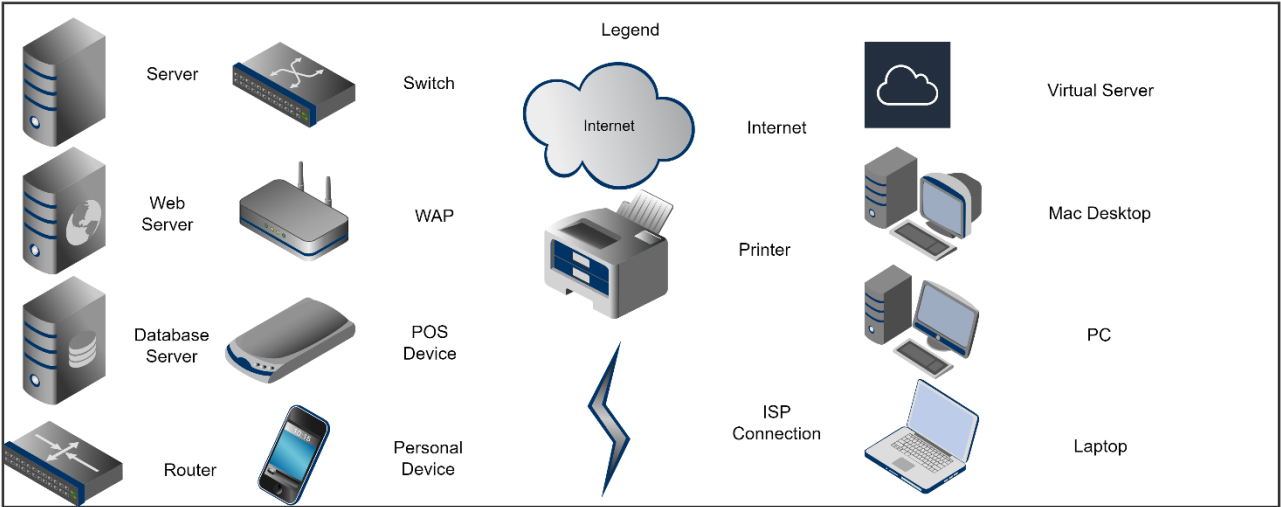 Legend
Server
Switch
Internet
Internet
Virtual Server
Web
Server
WAP
Printer
Mac Desktop
Database
Server
POS
Device
PC
Router
Personal
Device
ISP
Connection
Laptop